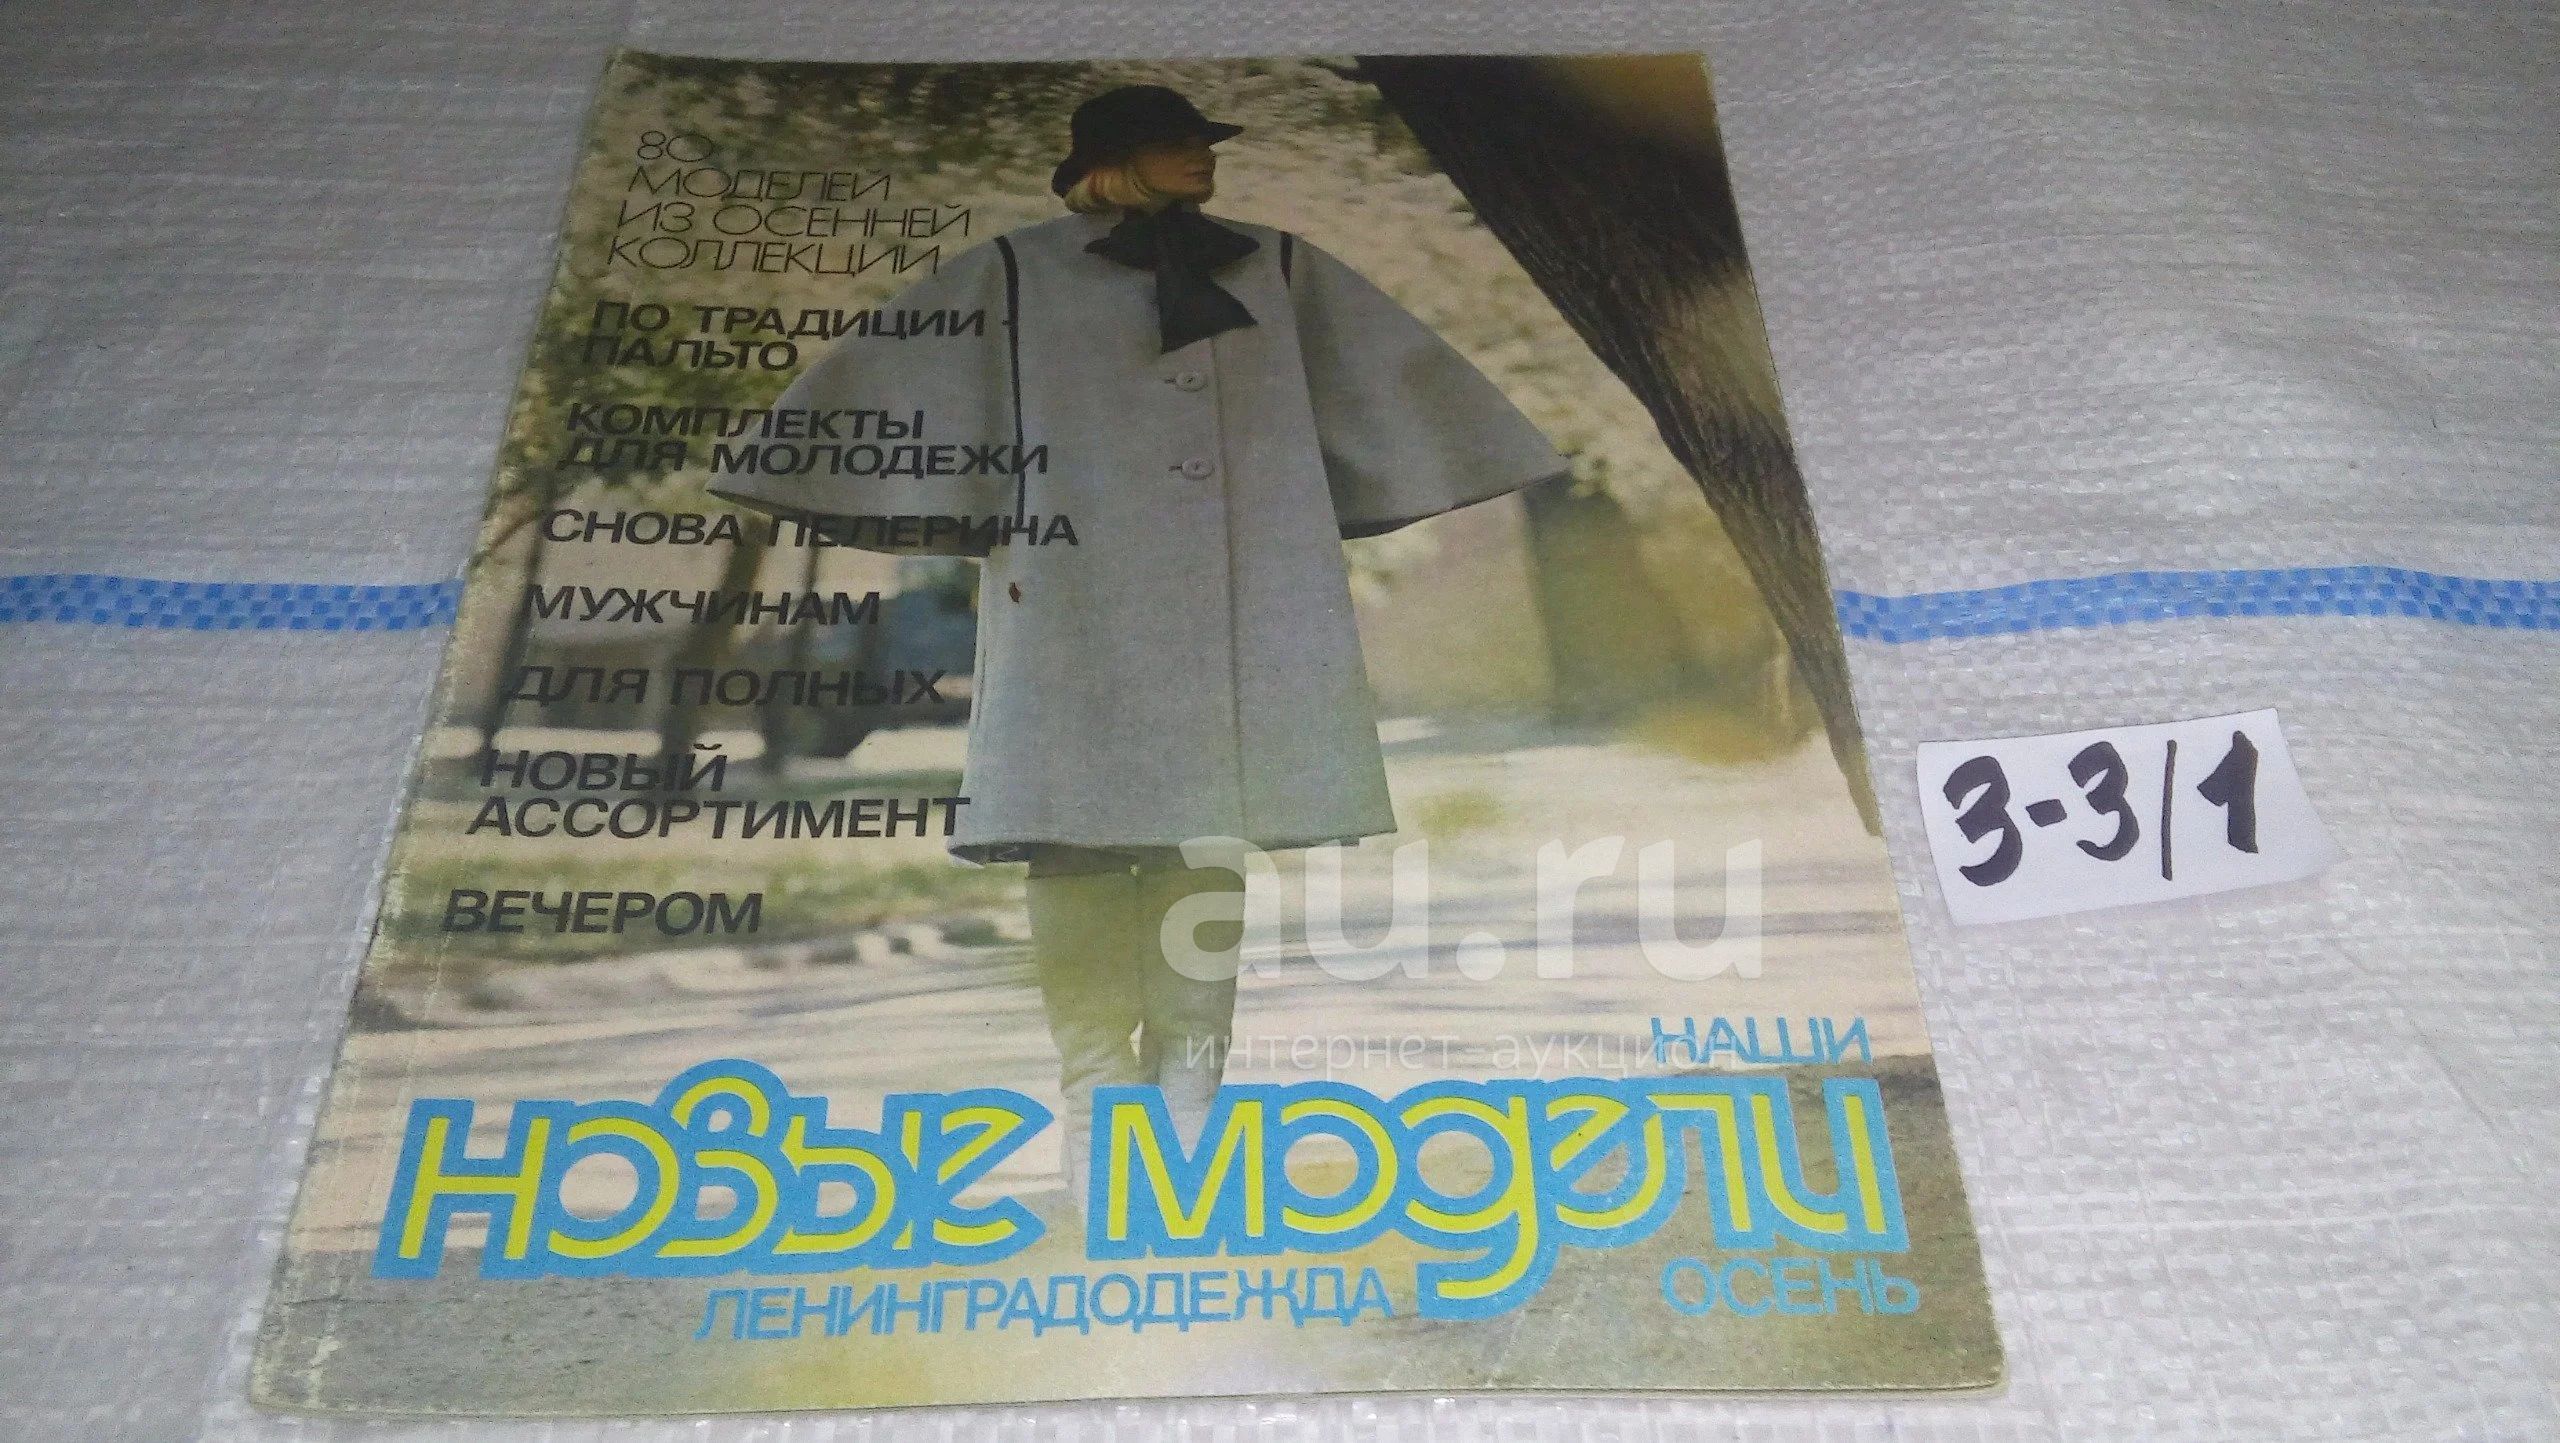 80
МОДЕЛЕЙ
ИЗ ОСЕННЕЙ
КОЛЛЕКЦИИ
ПО ТРАДИЦИИ -
ПАЛЬТО
КОМПЛЕКТЫ
ДЛЯ МОЛОДЕЖИ
СНОВА ПЕЛЕРИНА
МУЖЧИНАМ
ДЛЯ ПОЛНЫХ
НОВЫЙ
АССОРТИМЕНТ
ВЕЧЕРОМ
3-3/1
au.ru
интернет-аукцион
НАШИ
новые модели
ЛЕНИНГРАДОДЕЖДА
ОСЕНЬ